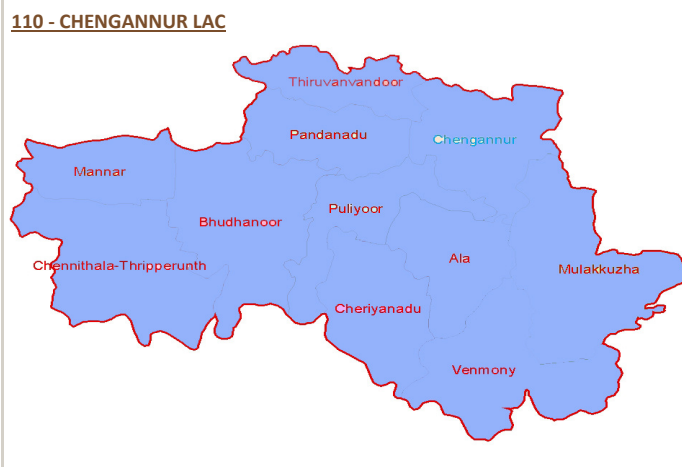 110 - CHENGANNUR LAC
Thiruvanvandoor
Pandanadu
Chengannur
Mannar
Puliyoor
Bhudhanoor
Ala
Chennithala-Thripperunth
Mulakkuzha
Cheriyanadu
Venmony